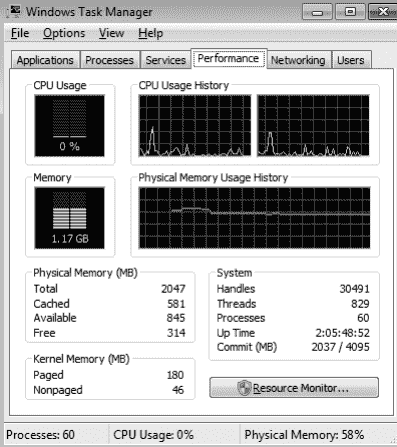 Windows Task Manager
File Options View Help
Applications Processes Services Performance Networking Users
CPU Usage
CPU Usage History
0 %
Memory
Physical Memory Usage History
1.17 GB
Physical Memory (MB)
Total 2047
Cached 581
Available 845
Free 314
System
Handles 30491
Threads 829
Processes 60
Up Time 2:05:48:52
Commit (MB) 2037 / 4095
Kernel Memory (MB)
Paged 180
Nonpaged 46
Resource Monitor...
Processes: 60 CPU Usage: 0% Physical Memory: 58%